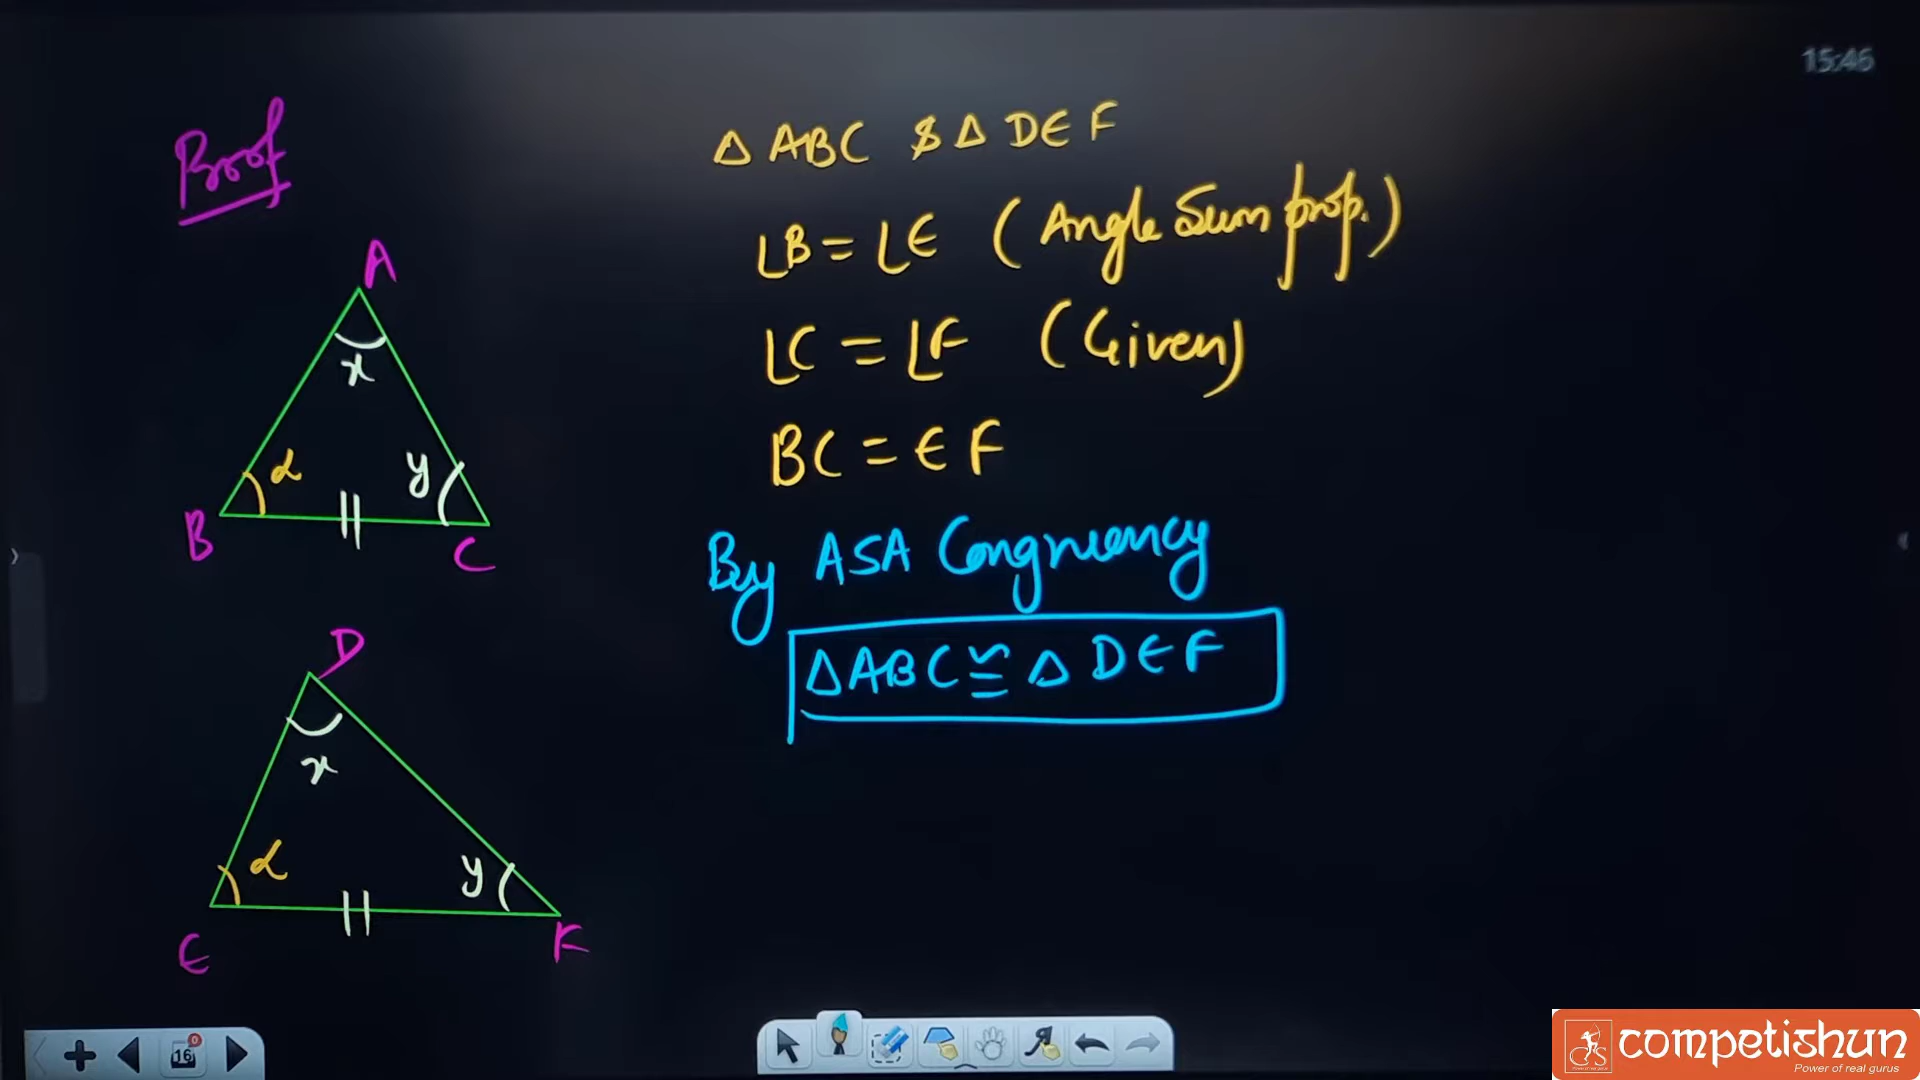 15:46
Proof
△ ABC & △ DEF
∠B = ∠E (Angle Sum prop.)
∠C = ∠F (Given)
BC = EF
By ASA Congruency
△ABC ≅ △ DEF
A
x
α
y
B
C
D
x
α
y
E
F
16
0
competishun
Power of real gurus